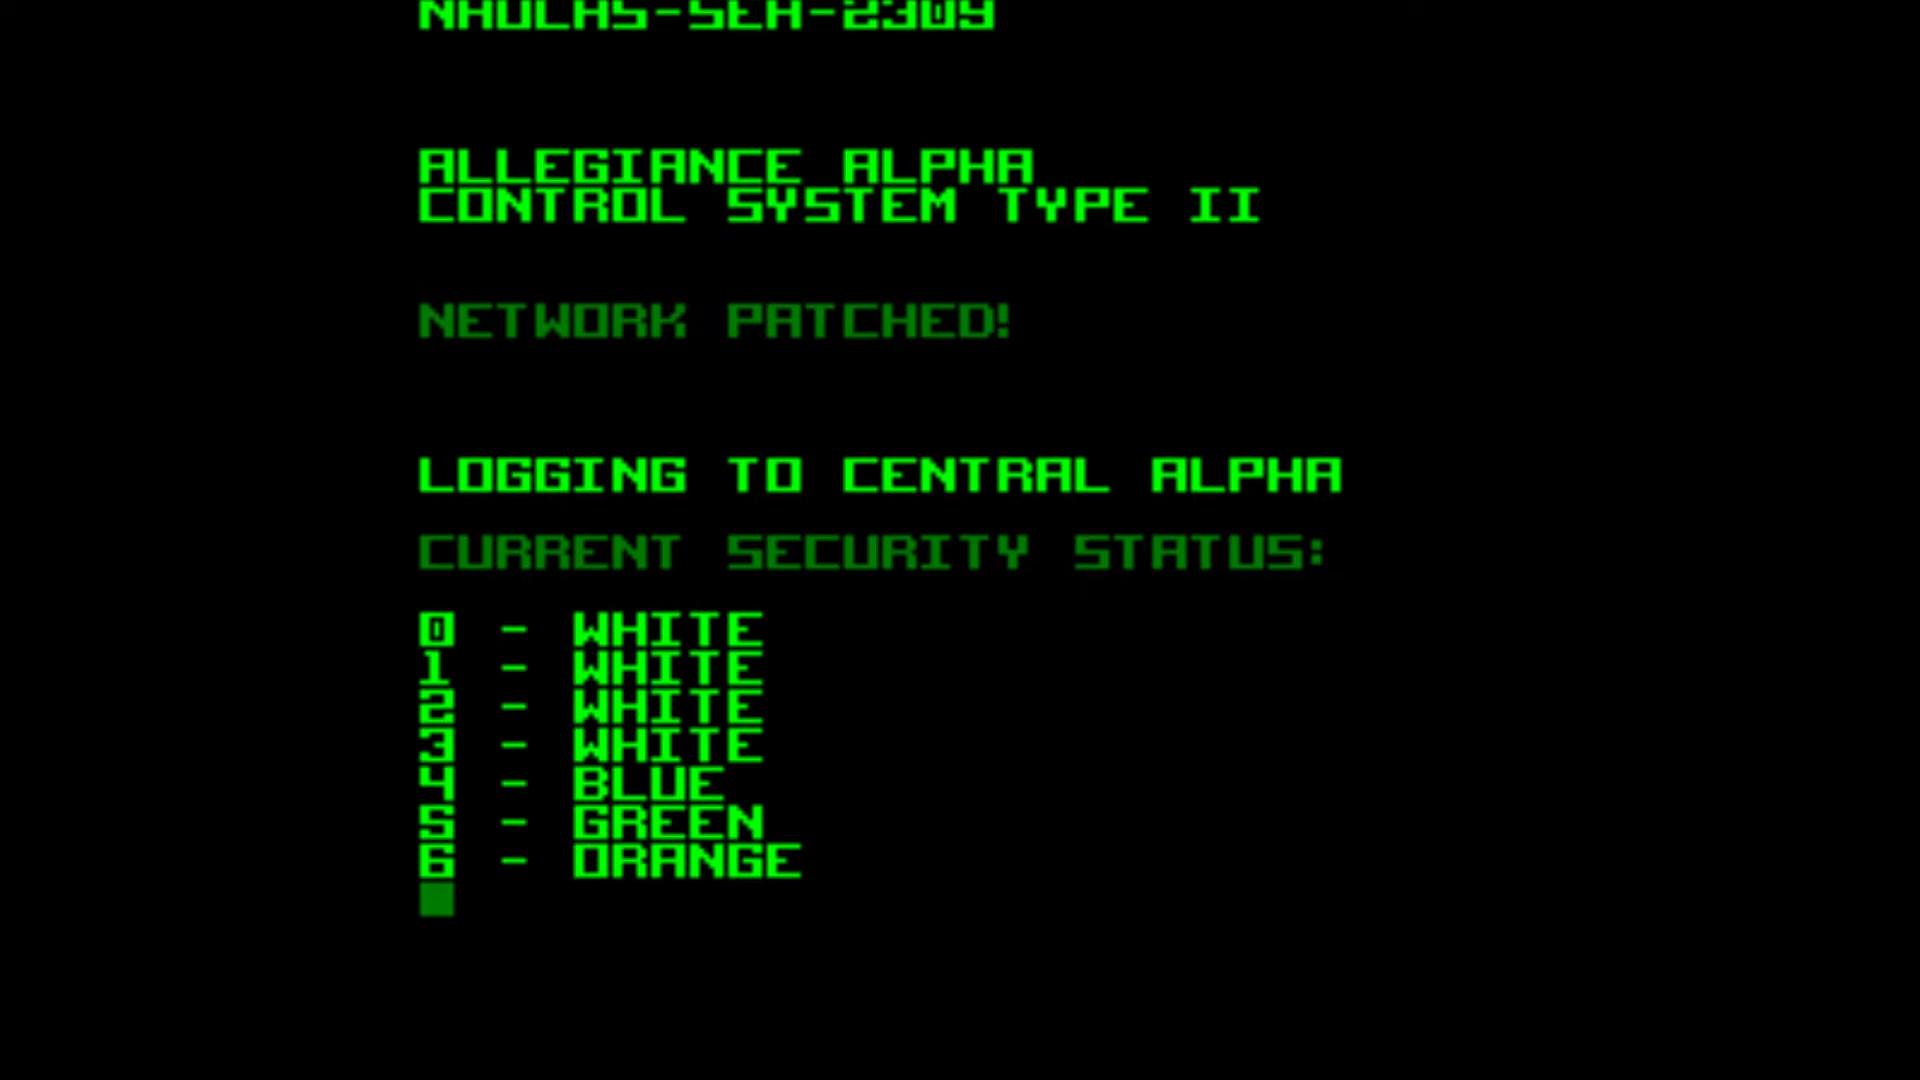 ALLEGIANCE ALPHA
CONTROL SYSTEM TYPE II
NETWORK PATCHED!
LOGGING TO CENTRAL ALPHA
CURRENT SECURITY STATUS:
0 - WHITE
1 - WHITE
2 - WHITE
3 - WHITE
4 - BLUE
5 - GREEN
6 - ORANGE